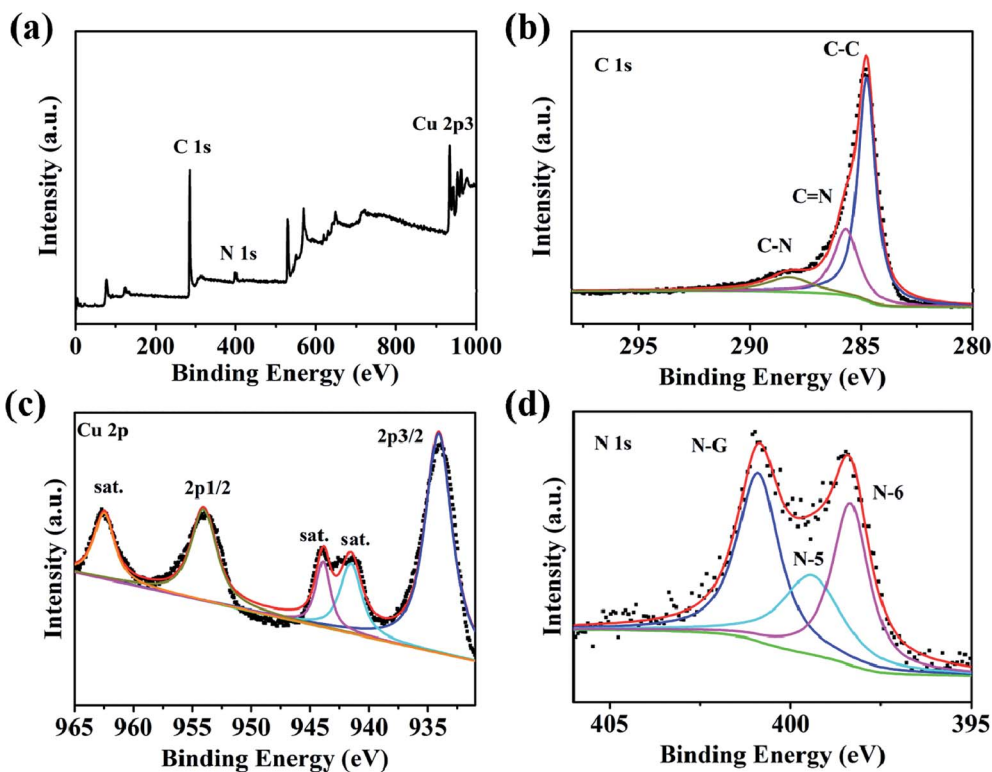 (a)
Intensity (a.u.)
C 1s
N 1s
Cu 2p3
0 200 400 600 800 1000
Binding Energy (eV)
(b)
Intensity (a.u.)
C 1s
C-C
C=N
C-N
295 290 285 280
Binding Energy (eV)
(c)
Intensity (a.u.)
Cu 2p
sat.
2p1/2
sat. sat.
2p3/2
965 960 955 950 945 940 935
Binding Energy (eV)
(d)
Intensity (a.u.)
N 1s
N-G
N-5
N-6
405 400 395
Binding Energy (eV)